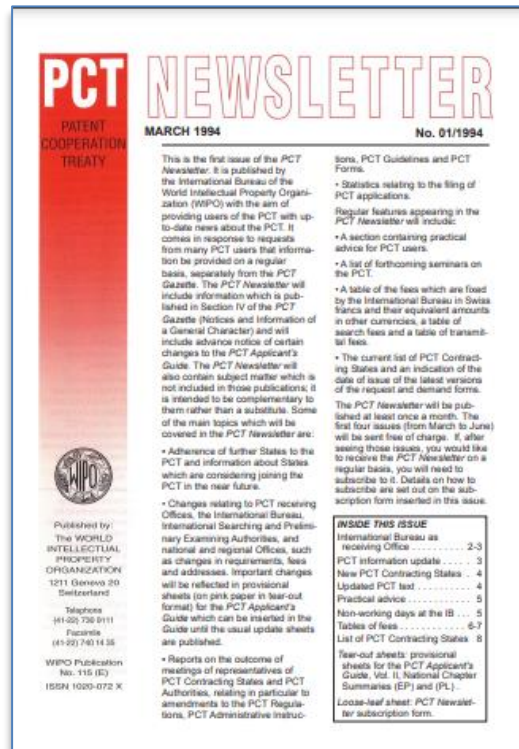 PCT
NEWSLETTER
PATENT
COOPERATION
TREATY
MARCH 1994
No. 01/1994
This is the first issue of the PCT
Newsletter. It is published by
the International Bureau of the
World Intellectual Property Organi-
zation (WIPO) with the aim of
providing users of the PCT with up-
to-date news about the PCT. It
comes in response to requests
from many PCT users that informa-
tion be provided on a regular
basis, separately from the PCT
Gazette. The PCT Newsletter will
include information which is pub-
lished in Section IV of the PCT
Gazette (Notices and Information of
a General Character) and will
include advance notice of certain
changes to the PCT Applicant's
Guide. The PCT Newsletter will
also contain subject matter which is
not included in those publications; it
is intended to be complementary to
them rather than a substitute. Some
of the main topics which will be
covered in the PCT Newsletter are:
• Adherence of further States to the
PCT and information about States
which are considering joining the
PCT in the near future.
• Changes relating to PCT receiving
Offices, the International Bureau,
International Searching and Prelimi-
nary Examining Authorities, and
national and regional Offices, such
as changes in requirements, fees
and addresses. Important changes
will be reflected in provisional
sheets (on pink paper in tear-out
format) for the PCT Applicant's
Guide which can be inserted in the
Guide until the usual update sheets
are published.
• Reports on the outcome of
meetings of representatives of
PCT Contracting States and PCT
Authorities, relating in particular to
amendments to the PCT Regula-
tions, PCT Administrative Instruc-
tions, PCT Guidelines and PCT
Forms.
• Statistics relating to the filing of
PCT applications.
Regular features appearing in the
PCT Newsletter will include:
• A section containing practical
advice for PCT users.
• A list of forthcoming seminars on
the PCT.
• A table of the fees which are fixed
by the International Bureau in Swiss
francs and their equivalent amounts
in other currencies, a table of
search fees and a table of transmit-
tal fees.
• The current list of PCT Contract-
ing States and an indication of the
date of issue of the latest versions
of the request and demand forms.
The PCT Newsletter will be pub-
lished at least once a month. The
first four issues (from March to June)
will be sent free of charge. If, after
seeing those issues, you would like
to receive the PCT Newsletter on a
regular basis, you will need to
subscribe to it. Details on how to
subscribe are set out on the sub-
scription form inserted in this issue.
INSIDE THIS ISSUE
International Bureau as
receiving Office . . . . . . . . . . 2-3
PCT information update . . . . . 3
New PCT Contracting States . 4
Updated PCT text . . . . . . . . . . 4
Practical advice . . . . . . . . . . . 5
Non-working days at the IB . . . 5
Tables of fees . . . . . . . . . . . . 6-7
List of PCT Contracting States 8
Tear-out sheets: provisional
sheets for the PCT Applicant's
Guide, Vol. II, National Chapter
Summaries (EP) and (PL) .
Loose-leaf sheet: PCT Newslet-
ter subscription form.
WIPO
Published by:
The WORLD
INTELLECTUAL
PROPERTY
ORGANIZATION
1211 Geneva 20
Switzerland
Telephone
(41-22) 730 9111
Facsimile
(41-22) 740 14 35
WIPO Publication
No. 115 (E)
ISSN 1020-072 X